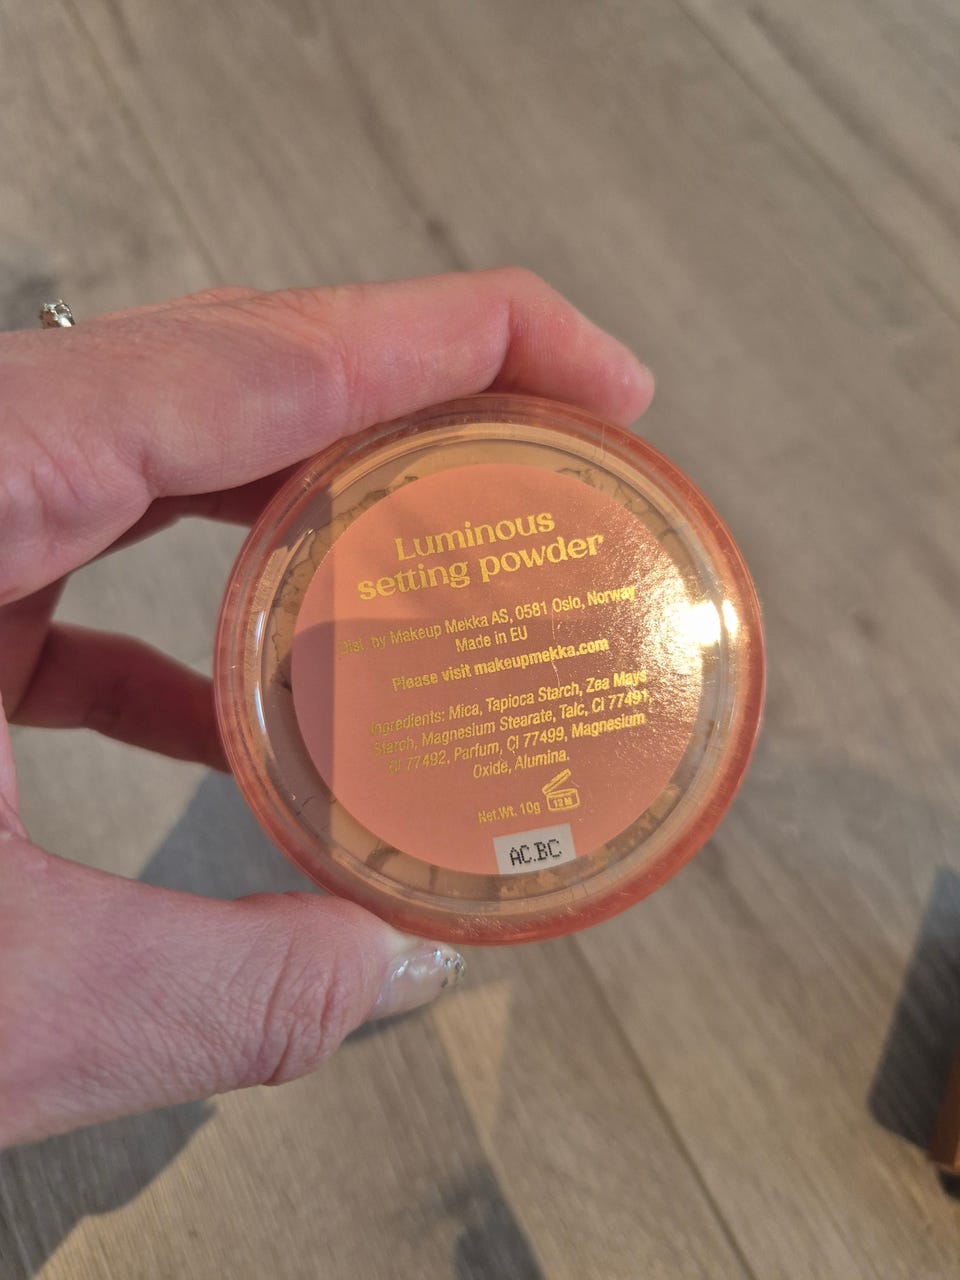 Luminous
setting powder
Dist. by Makeup Mekka AS, 0581 Oslo, Norway
Made in EU
Please visit makeupmekka.com
Ingredients: Mica, Tapioca Starch, Zea Mays
Starch, Magnesium Stearate, Talc, CI 77491,
CI 77492, Parfum, CI 77499, Magnesium
Oxide, Alumina.
Net.Wt. 10g
AC.BC